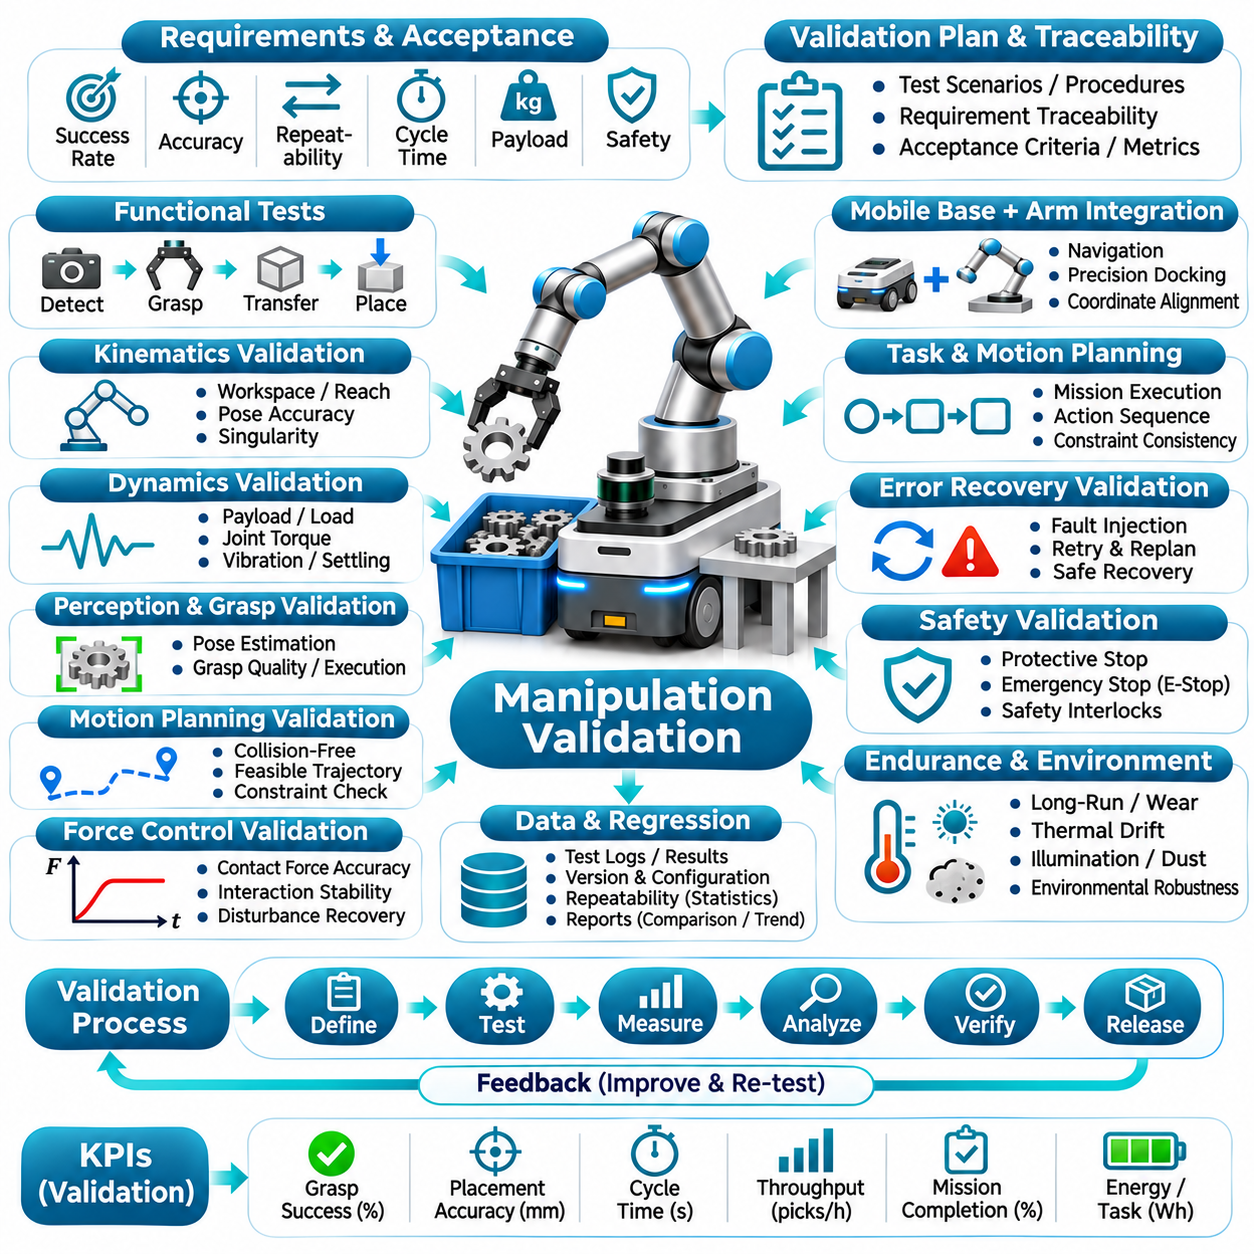 Requirements & Acceptance
Success
Rate
Accuracy
Repeat-
ability
Cycle
Time
kg
Payload
Safety
Validation Plan & Traceability
Test Scenarios / Procedures
Requirement Traceability
Acceptance Criteria / Metrics
Functional Tests
Detect
Grasp
Transfer
Place
Mobile Base + Arm Integration
Navigation
Precision Docking
Coordinate Alignment
Kinematics Validation
Workspace / Reach
Pose Accuracy
Singularity
Task & Motion Planning
Mission Execution
Action Sequence
Constraint Consistency
Dynamics Validation
Payload / Load
Joint Torque
Vibration / Settling
Error Recovery Validation
Fault Injection
Retry & Replan
Safe Recovery
Perception & Grasp Validation
Pose Estimation
Grasp Quality / Execution
Safety Validation
Protective Stop
Emergency Stop (E-Stop)
Safety Interlocks
Motion Planning Validation
Collision-Free
Feasible Trajectory
Constraint Check
Manipulation
Validation
Endurance & Environment
Long-Run / Wear
Thermal Drift
Illumination / Dust
Environmental Robustness
Force Control Validation
F
t
Contact Force Accuracy
Interaction Stability
Disturbance Recovery
Data & Regression
Test Logs / Results
Version & Configuration
Repeatability (Statistics)
Reports (Comparison / Trend)
Validation
Process
Define
Test
Measure
Analyze
Verify
Release
Feedback (Improve & Re-test)
KPIs
(Validation)
Grasp
Success (%)
Placement
Accuracy (mm)
Cycle
Time (s)
Throughput
(picks/h)
Mission
Completion (%)
Energy /
Task (Wh)